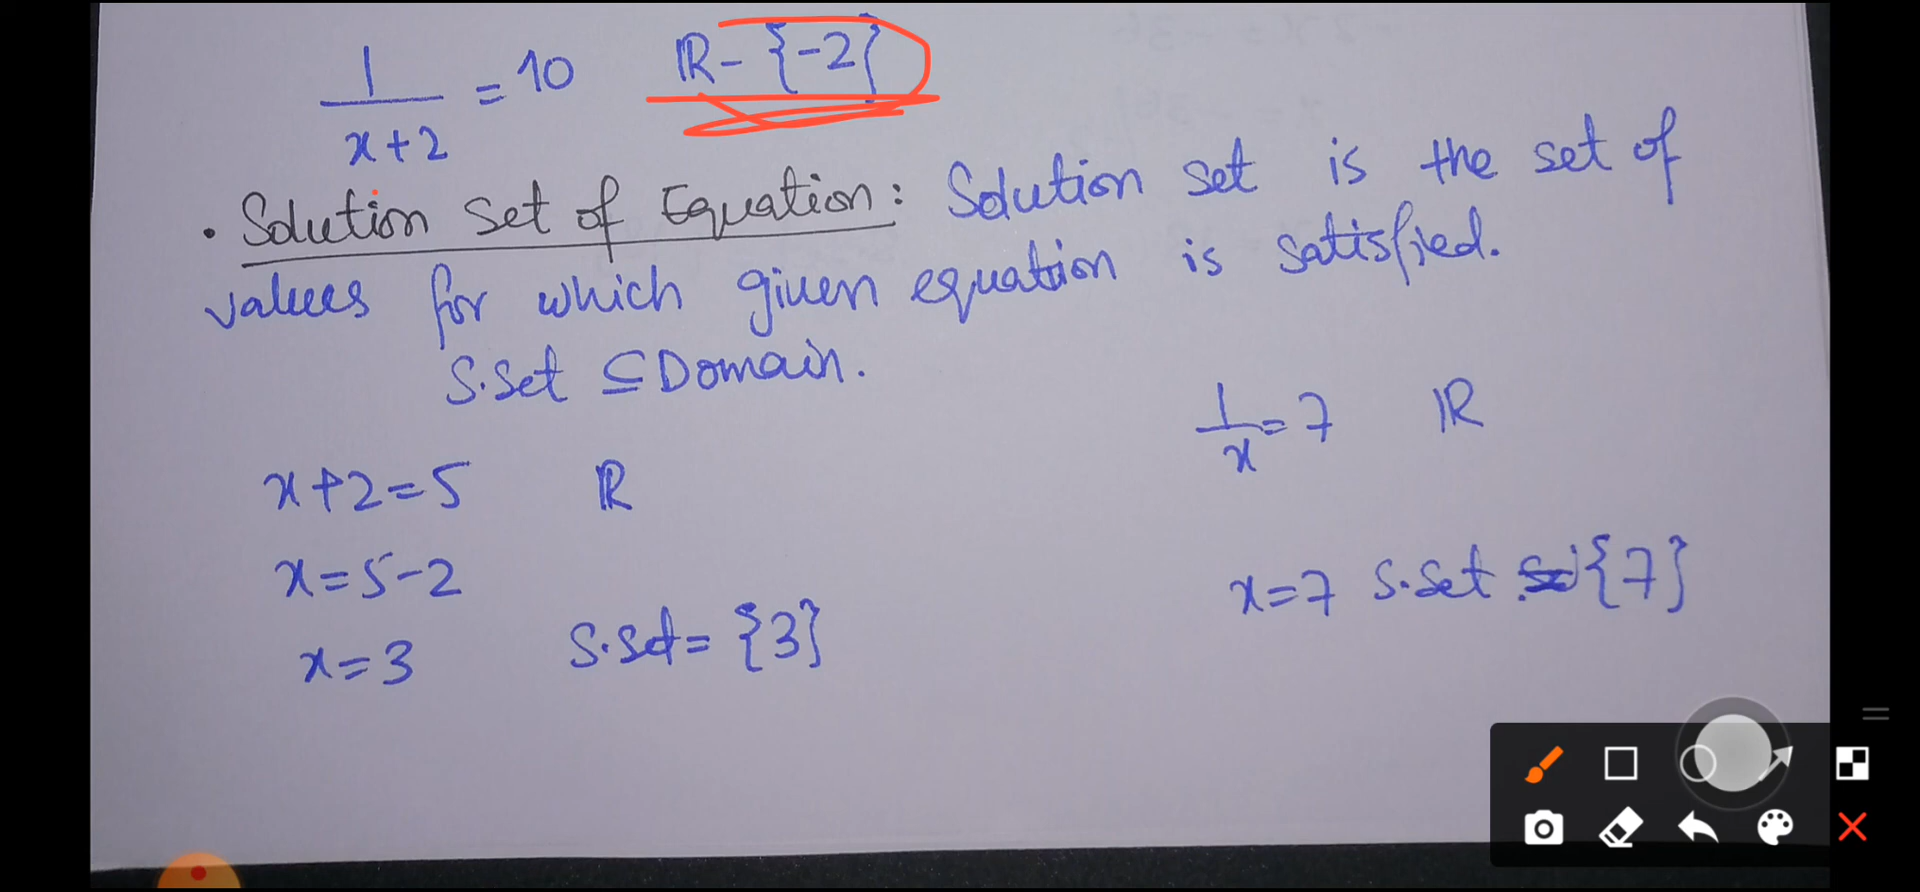 1/(x+2) = 10 ℝ - {-2}
• Solution Set of Equation: Solution set is the set of
values for which given equation is satisfied.
S.set ⊆ Domain.
1/x = 7 ℝ
x+2=5 ℝ
x=5-2
x=7 S.set {7}
x=3 S.set= {3}